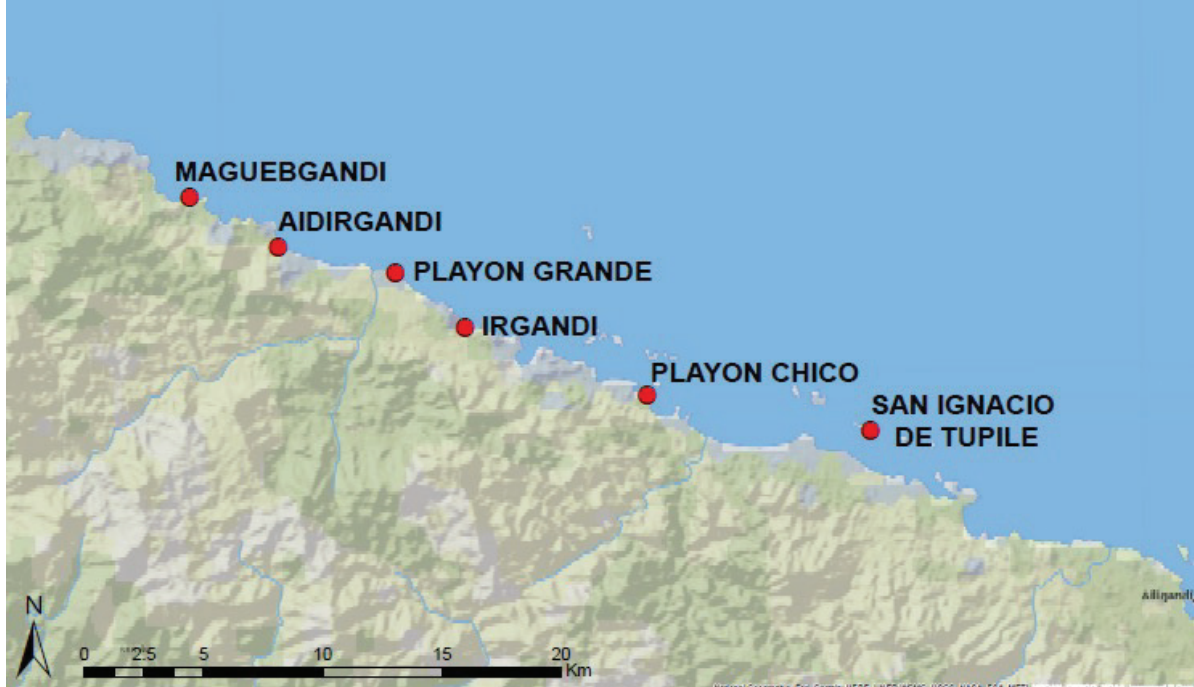 MAGUEBGANDI
AIDIRGANDI
PLAYON GRANDE
IRGANDI
PLAYON CHICO
SAN IGNACIO
DE TUPILE
Ailigandi
N
0 2.5 5 10 15 20
Km